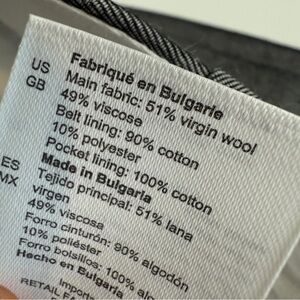 Fabriqué en Bulgarie
US Main fabric: 51% virgin wool
GB 49% viscose
Belt lining: 90% cotton
10% polyester
Pocket lining: 100% cotton
Made in Bulgaria
ES Tejido principal: 51% lana
MX virgen
49% viscosa
Forro cinturón: 90% algodón
10% poliéster
Forro bolsillos: 100%
Hecho en Bulgaria
RETAIL